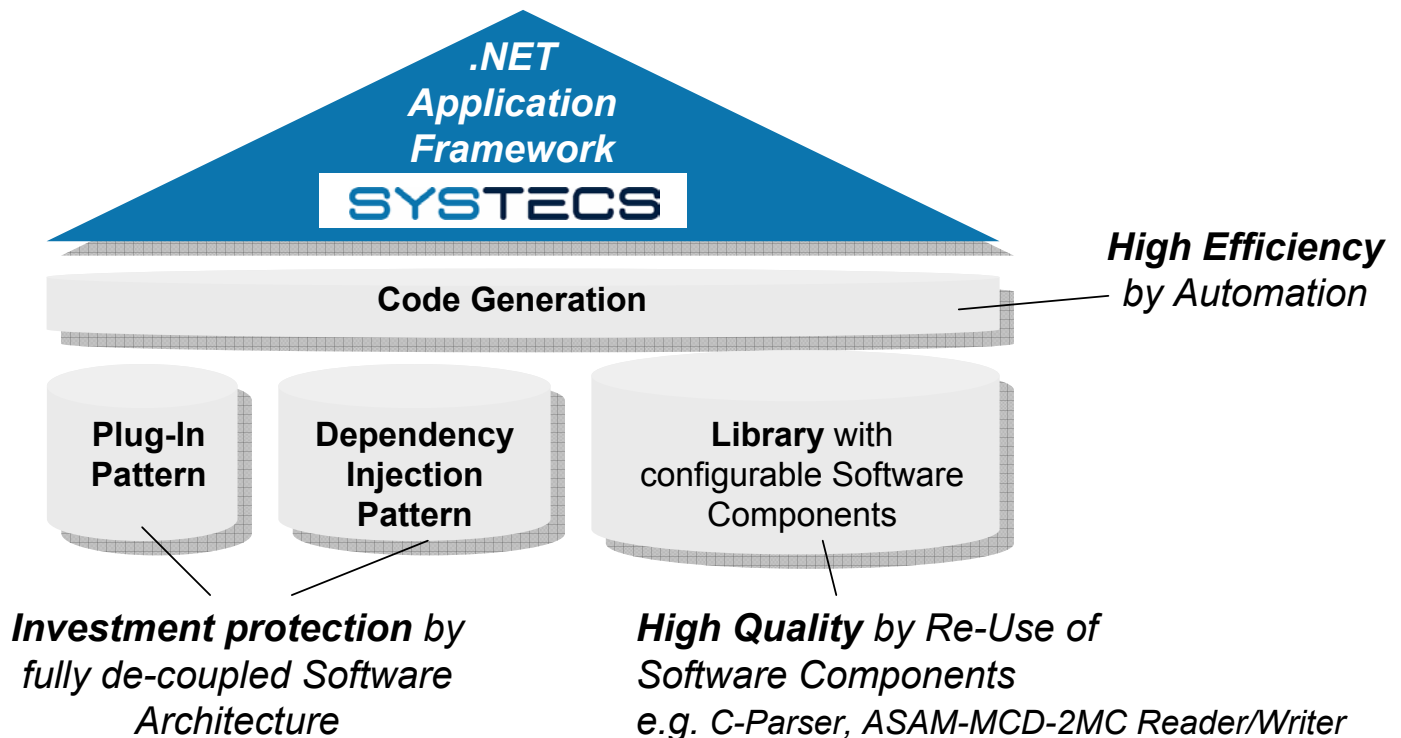 .NET
Application
Framework
SYSTECS
High Efficiency
by Automation
Code Generation
Plug-In
Pattern
Dependency
Injection
Pattern
Library with
configurable Software
Components
Investment protection by
fully de-coupled Software
Architecture
High Quality by Re-Use of
Software Components
e.g. C-Parser, ASAM-MCD-2MC Reader/Writer